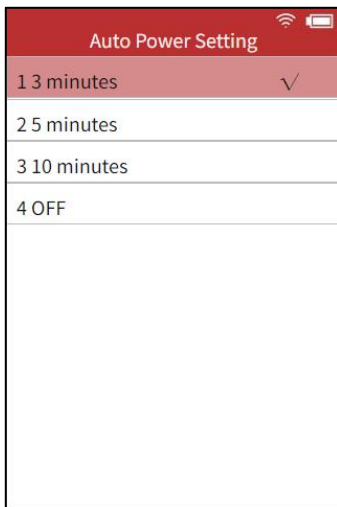 Auto Power Setting
1 3 minutes √
2 5 minutes
3 10 minutes
4 OFF